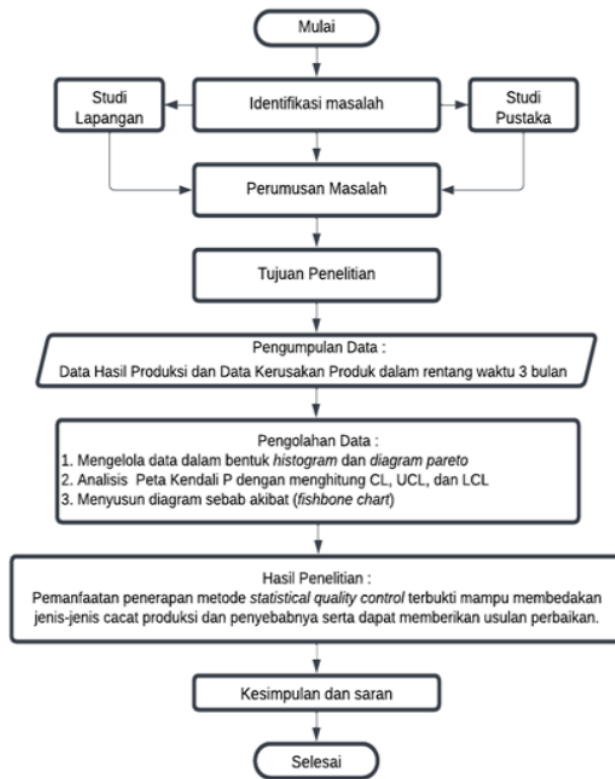 Mulai
Studi
Lapangan
Identifikasi masalah
Studi
Pustaka
Perumusan Masalah
Tujuan Penelitian
Pengumpulan Data :
Data Hasil Produksi dan Data Kerusakan Produk dalam rentang waktu 3 bulan
Pengolahan Data :
1. Mengelola data dalam bentuk histogram dan diagram pareto
2. Analisis Peta Kendali P dengan menghitung CL, UCL, dan LCL
3. Menyusun diagram sebab akibat (fishbone chart)
Hasil Penelitian :
Pemanfaatan penerapan metode statistical quality control terbukti mampu membedakan
jenis-jenis cacat produksi dan penyebabnya serta dapat memberikan usulan perbaikan.
Kesimpulan dan saran
Selesai